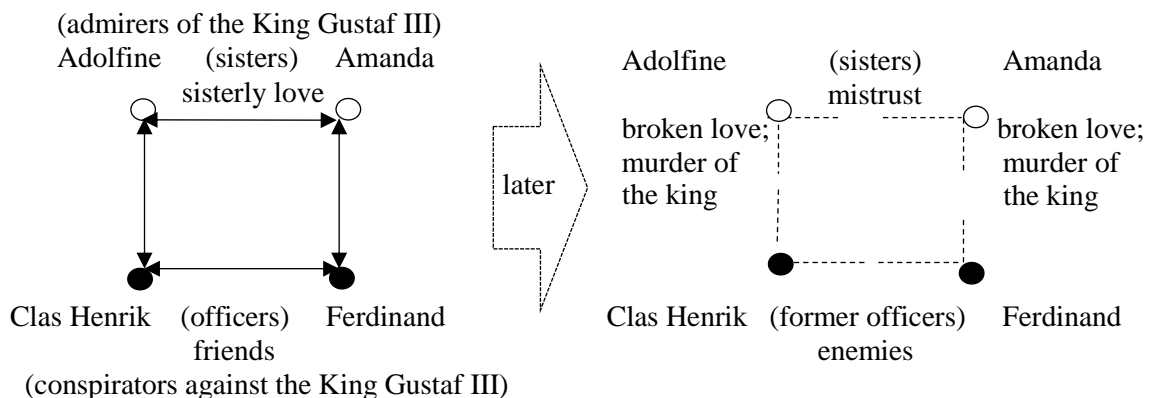 (admirers of the King Gustaf III)
Adolfine (sisters) Amanda
sisterly love
Clas Henrik (officers) Ferdinand
friends
(conspirators against the King Gustaf III)
later
Adolfine (sisters) Amanda
mistrust
broken love;
murder of
the king
broken love;
murder of
the king
Clas Henrik (former officers) Ferdinand
enemies